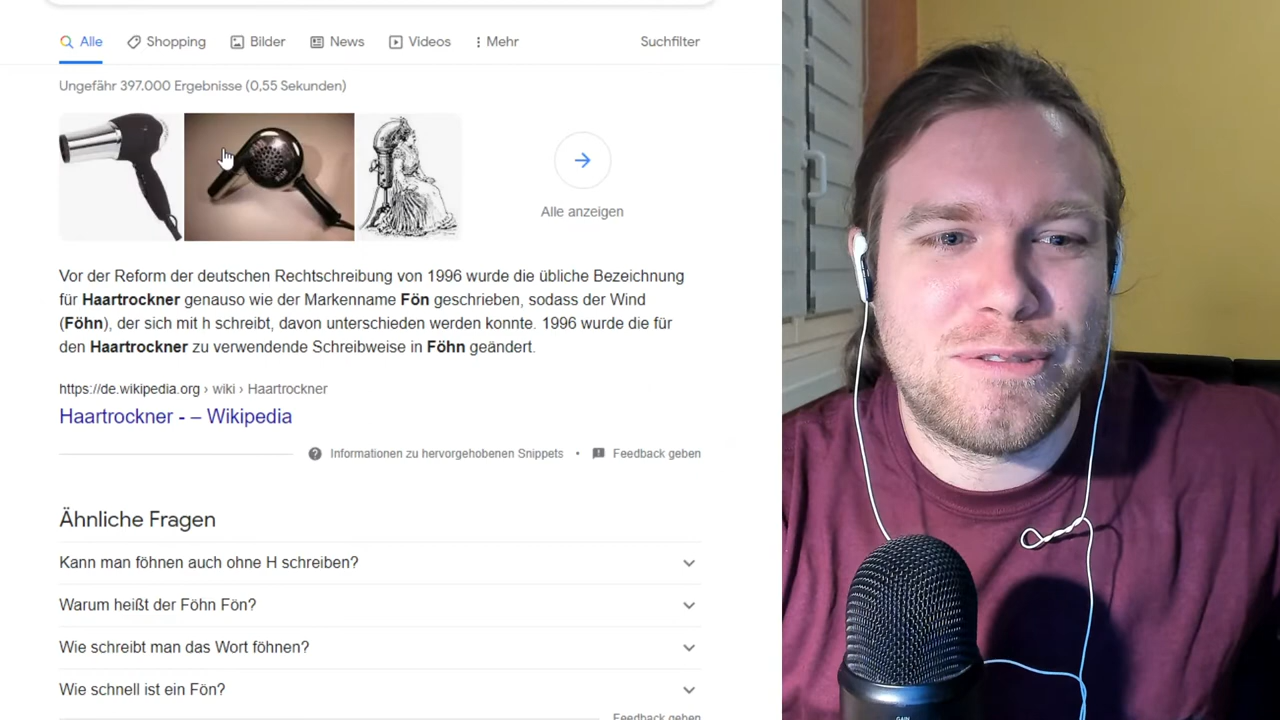 Alle Shopping Bilder News Videos Mehr Suchfilter
Ungefähr 397.000 Ergebnisse (0,55 Sekunden)
Alle anzeigen
Vor der Reform der deutschen Rechtschreibung von 1996 wurde die übliche Bezeichnung
für Haartrockner genauso wie der Markenname Fön geschrieben, sodass der Wind
(Föhn), der sich mit h schreibt, davon unterschieden werden konnte. 1996 wurde die für
den Haartrockner zu verwendende Schreibweise in Föhn geändert.
https://de.wikipedia.org › wiki › Haartrockner
Haartrockner - – Wikipedia
Informationen zu hervorgehobenen Snippets • Feedback geben
Ähnliche Fragen
Kann man föhnen auch ohne H schreiben?
Warum heißt der Föhn Fön?
Wie schreibt man das Wort föhnen?
Wie schnell ist ein Fön?
Feedback geben
GAIN